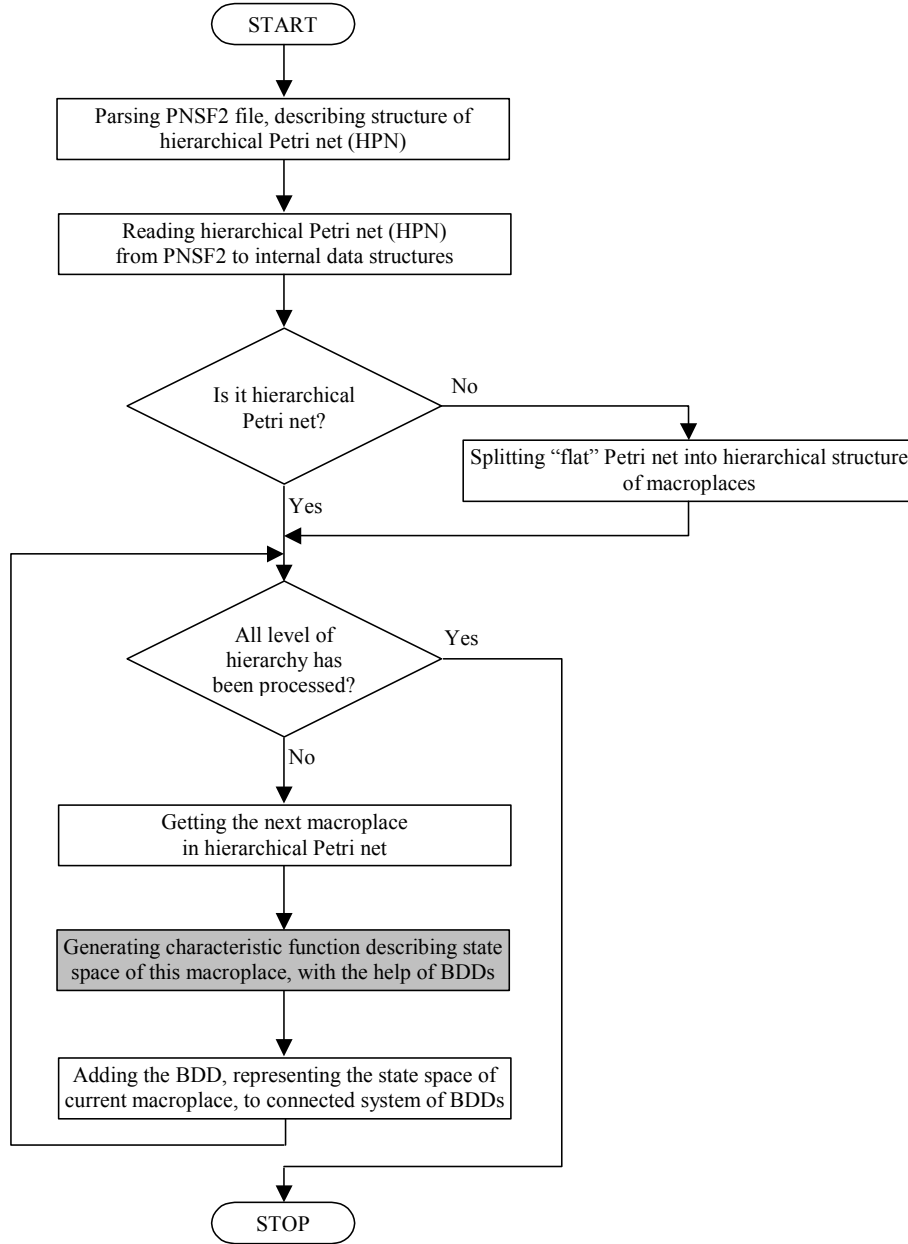 START
Parsing PNSF2 file, describing structure of
hierarchical Petri net (HPN)
Reading hierarchical Petri net (HPN)
from PNSF2 to internal data structures
Is it hierarchical
Petri net?
No
Splitting “flat” Petri net into hierarchical structure
of macroplaces
Yes
All level of
hierarchy has
been processed?
Yes
No
Getting the next macroplace
in hierarchical Petri net
Generating characteristic function describing state
space of this macroplace, with the help of BDDs
Adding the BDD, representing the state space of
current macroplace, to connected system of BDDs
STOP